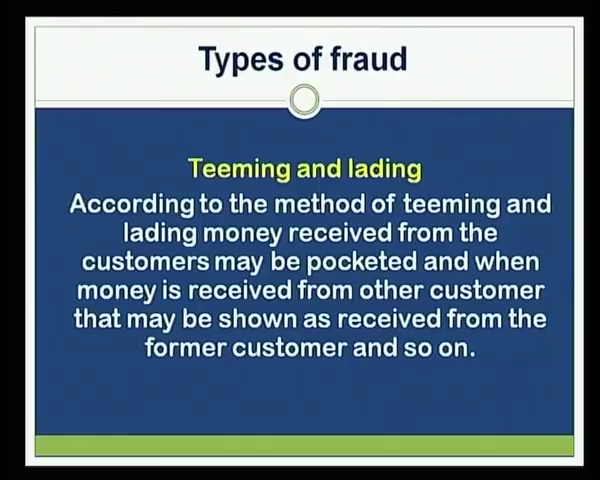 Types of fraud
Teeming and lading
According to the method of teeming and
lading money received from the
customers may be pocketed and when
money is received from other customer
that may be shown as received from the
former customer and so on.